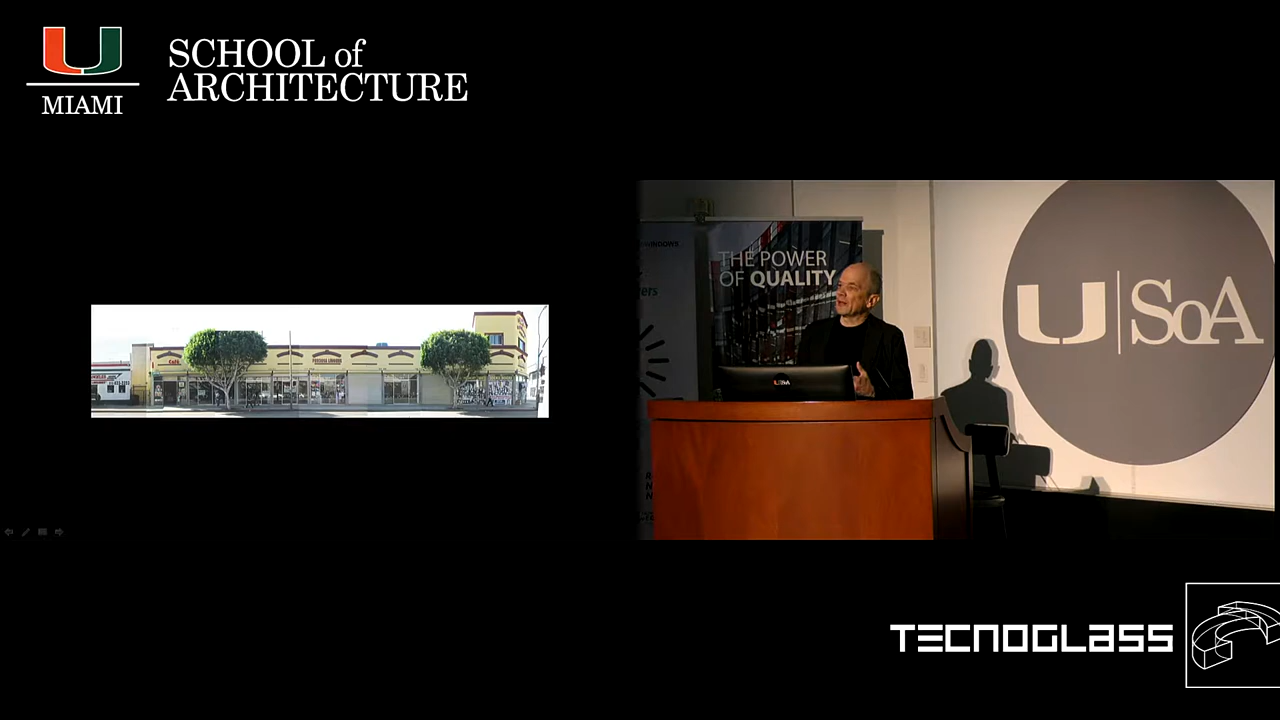 SCHOOL of
ARCHITECTURE
U
MIAMI
THE POWER
OF QUALITY
U SoA
TECNOGLASS